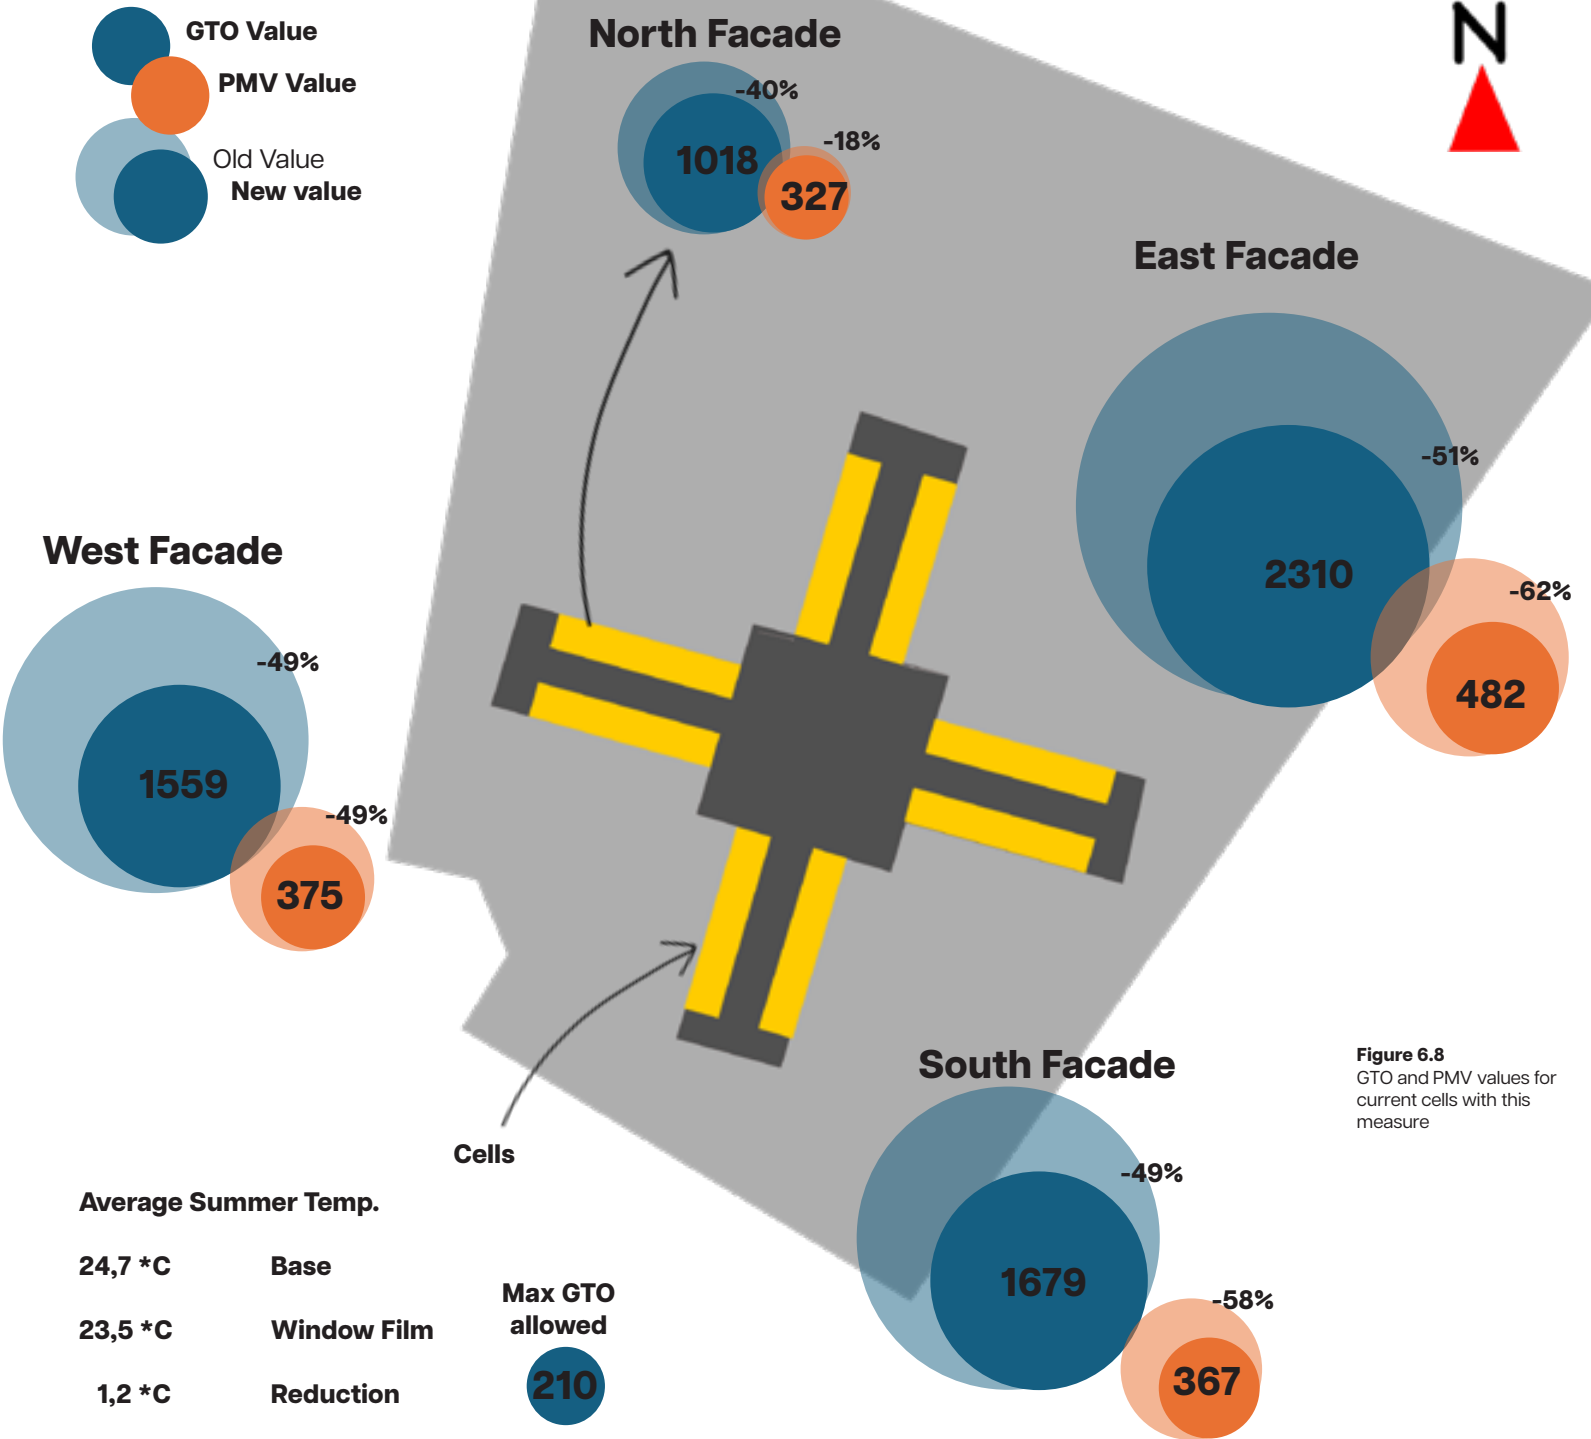 GTO Value
PMV Value
Old Value
New value
N
North Facade
-40%
1018
-18%
327
East Facade
-51%
2310
-62%
482
West Facade
-49%
1559
-49%
375
Cells
South Facade
-49%
1679
-58%
367
Figure 6.8
GTO and PMV values for
current cells with this
measure
Average Summer Temp.
24,7 *C Base
23,5 *C Window Film
1,2 *C Reduction
Max GTO
allowed
210